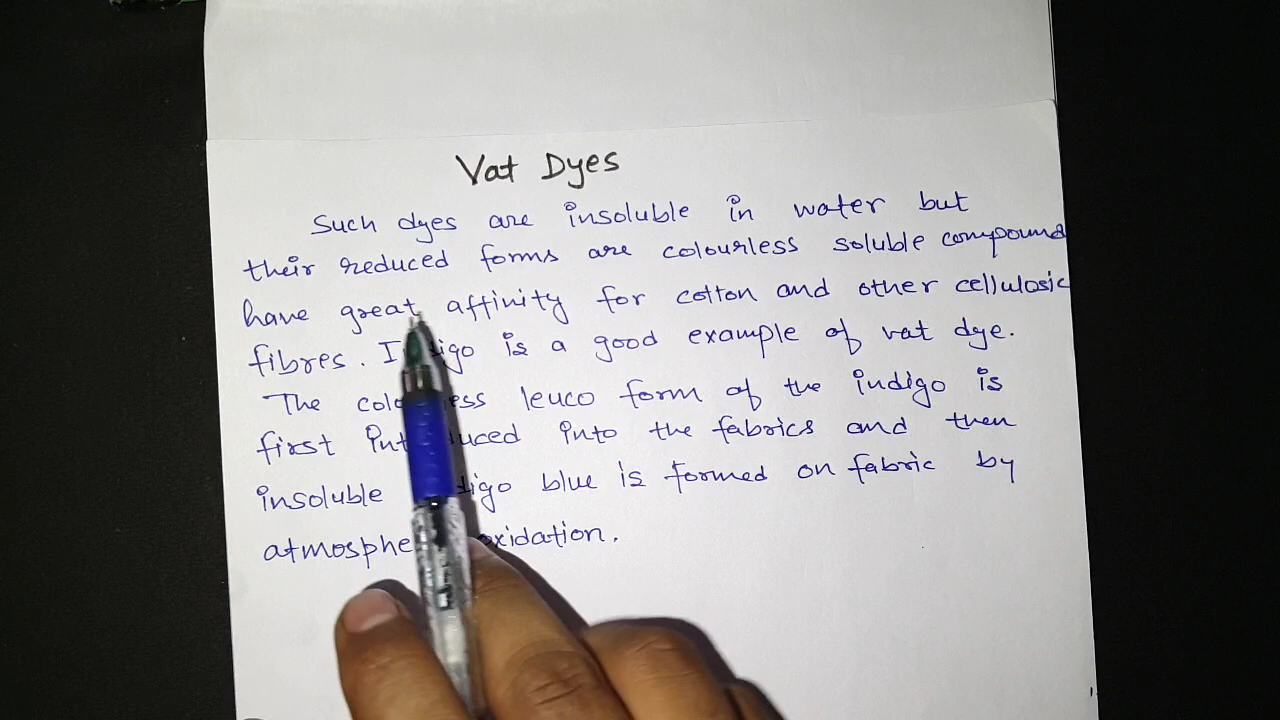 Vat Dyes
Such dyes are insoluble in water but
their reduced forms are colourless soluble compound
have great affinity for cotton and other cellulosic
fibres. Indigo is a good example of vat dye.
The colourless leuco form of the indigo is
first introduced into the fabrics and then
insoluble indigo blue is formed on fabric by
oxidation.